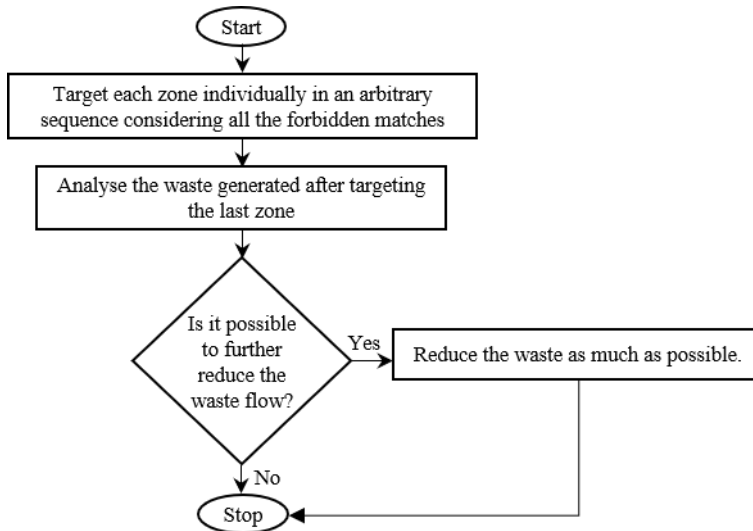 Start
Target each zone individually in an arbitrary
sequence considering all the forbidden matches
Analyse the waste generated after targeting
the last zone
Is it possible
to further
reduce the
waste flow?
Yes
Reduce the waste as much as possible.
No
Stop